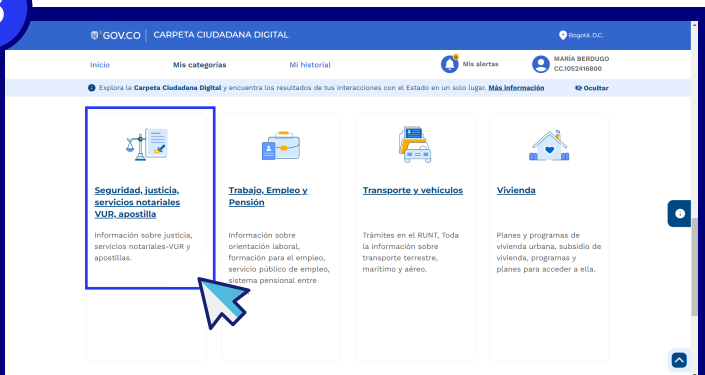 GOV.CO | CARPETA CIUDADANA DIGITAL
Bogotá. D.C.
Inicio
Mis categorías
Mi historial
Mis alertas
MARÍA BERDUGO
CC.1052416800
Explora la Carpeta Ciudadana Digital y encuentra los resultados de tus interacciones con el Estado en un solo lugar. Más información
Ocultar
Seguridad, justicia,
servicios notariales
VUR, apostilla
Información sobre justicia,
servicios notariales-VUR y
apostillas.
Trabajo, Empleo y
Pensión
Información sobre
orientación laboral,
formación para el empleo,
servicio público de empleo,
sistema pensional entre
Transporte y vehículos
Trámites en el RUNT, Toda
la información sobre
transporte terrestre,
marítimo y aéreo.
Vivienda
Planes y programas de
vivienda urbana, subsidio de
vivienda, programas y
planes para acceder a ella.